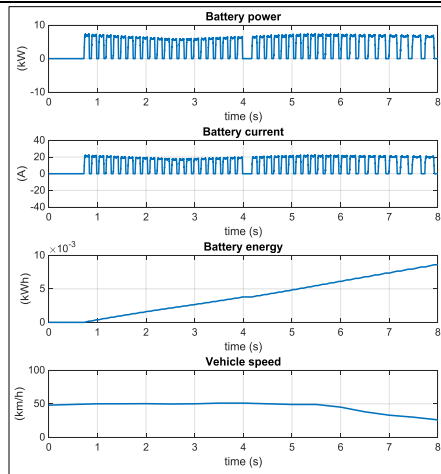 Battery power
10
0
-10
(kW)
0 1 2 3 4 5 6 7 8
time (s)
Battery current
40
20
0
-20
-40
(A)
0 1 2 3 4 5 6 7 8
time (s)
×10-3
Battery energy
10
5
0
(kWh)
0 1 2 3 4 5 6 7 8
time (s)
Vehicle speed
100
50
0
(km/h)
0 1 2 3 4 5 6 7 8
time (s)